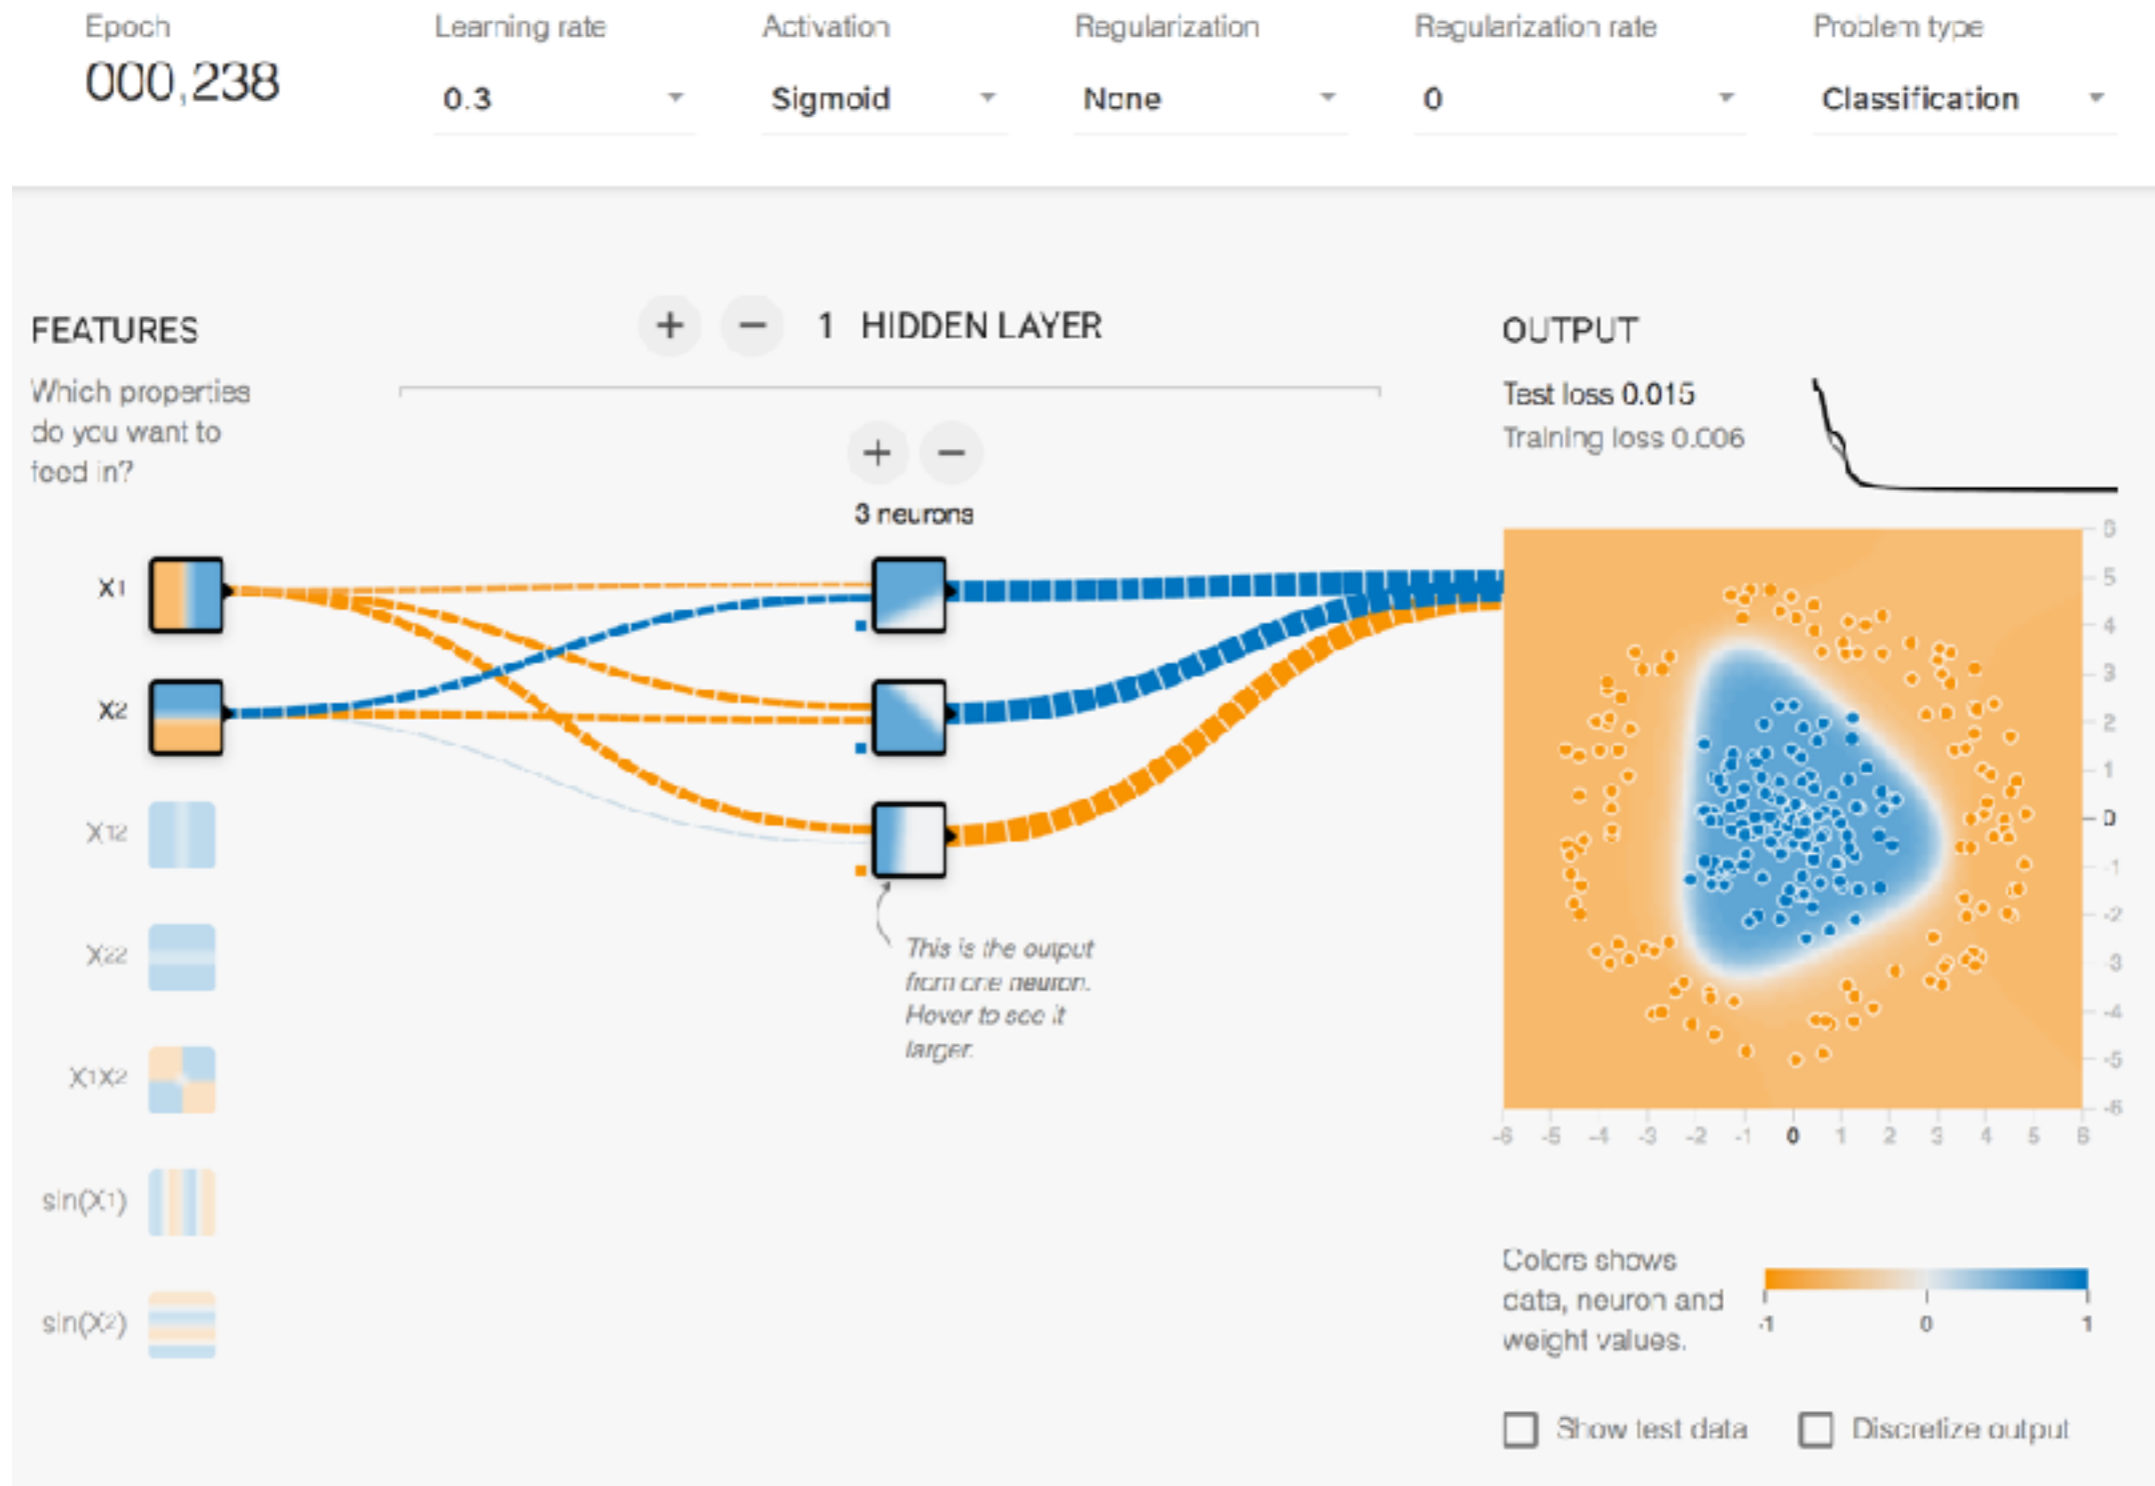 Epoch
000,238
Learning rate
0.3
Activation
Sigmoid
Regularization
None
Regularization rate
0
Problem type
Classification
FEATURES
Which properties
do you want to
feed in?
X1
X2
X12
X22
X1X2
sin(X1)
sin(X2)
+ − 1 HIDDEN LAYER
+ −
3 neurons
This is the output
from one neuron.
Hover to see it
larger.
OUTPUT
Test loss 0.015
Training loss 0.006
6
5
4
3
2
1
0
-1
-2
-3
-4
-5
-6
-6 -5 -4 -3 -2 -1 0 1 2 3 4 5 6
Colors shows
data, neuron and
weight values.
-1 0 1
Show test data
Discretize output